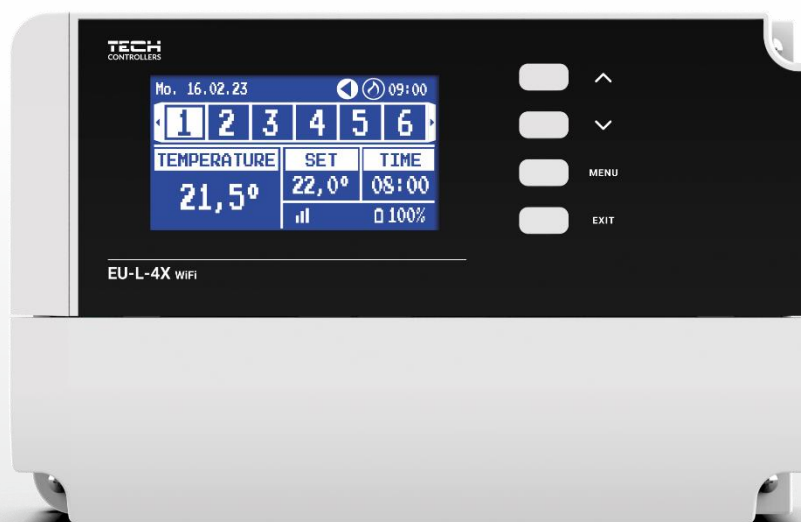 TECH
CONTROLLERS
Mo. 16.02.23 09:00
1 2 3 4 5 6
TEMPERATURE SET TIME
21,5° 22,0° 08:00
100%
MENU
EXIT
EU-L-4X WiFi